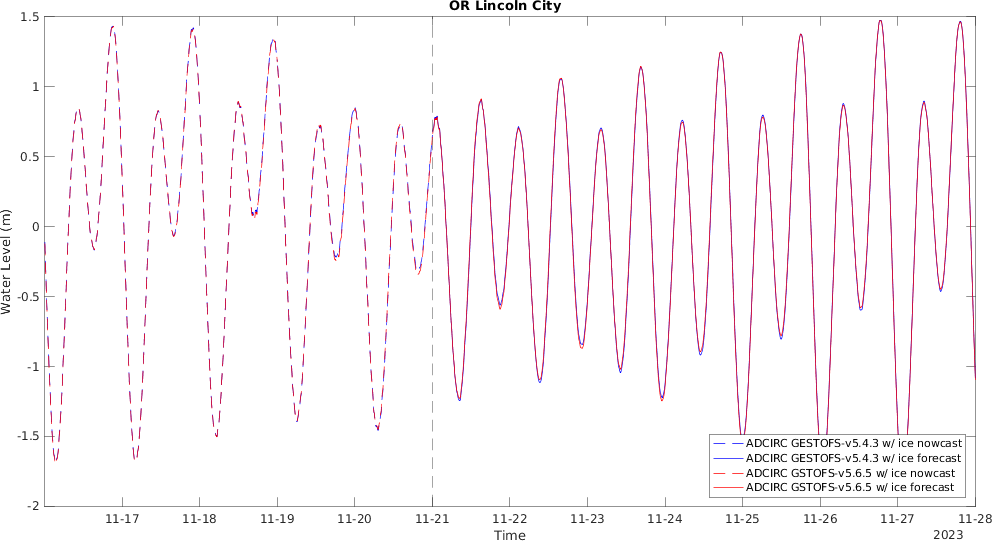 OR Lincoln City
1.5
1
0.5
0
-0.5
-1
-1.5
-2
Water Level (m)
ADCIRC GESTOFS-v5.4.3 w/ ice nowcast
ADCIRC GESTOFS-v5.4.3 w/ ice forecast
ADCIRC GSTOFS-v5.6.5 w/ ice nowcast
ADCIRC GSTOFS-v5.6.5 w/ ice forecast
11-17 11-18 11-19 11-20 11-21 11-22 11-23 11-24 11-25 11-26 11-27 11-28
Time
2023